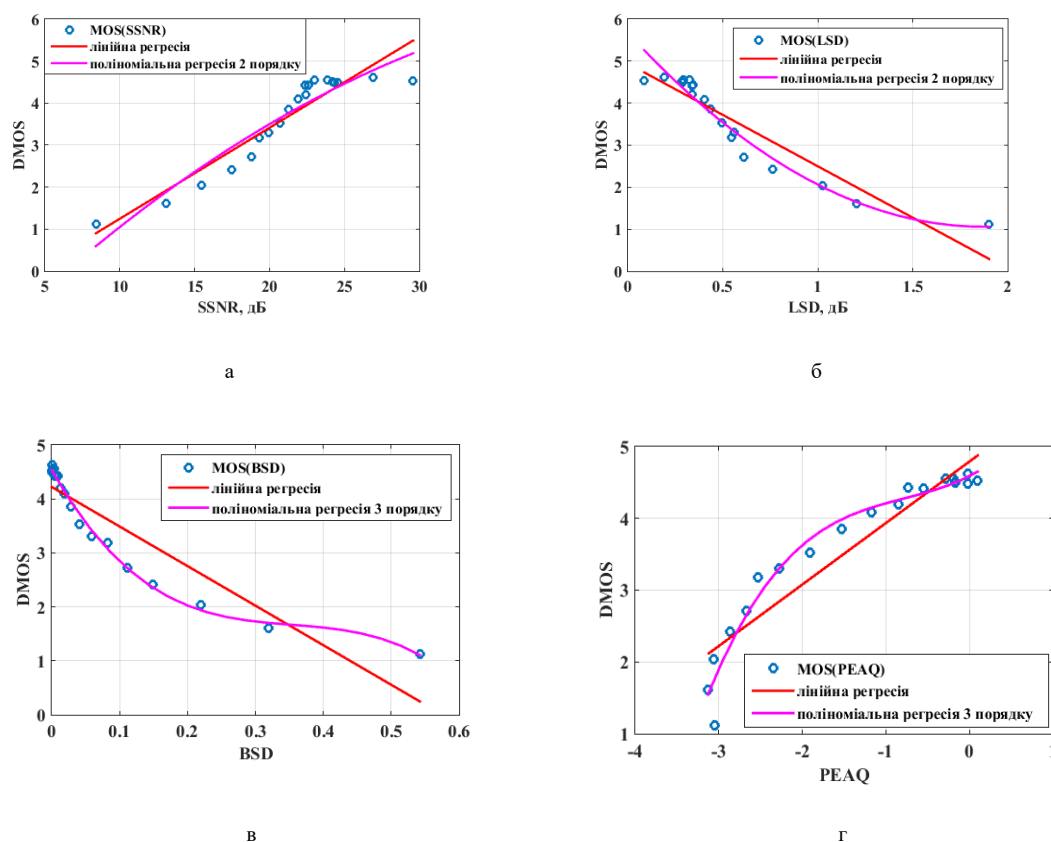 6
5
4
3
2
1
0
DMOS
MOS(SSNR)
лінійна регресія
поліноміальна регресія 2 порядку
5 10 15 20 25 30
SSNR, дБ
а
6
5
4
3
2
1
0
DMOS
MOS(LSD)
лінійна регресія
поліноміальна регресія 2 порядку
0 0.5 1 1.5 2
LSD, дБ
б
5
4
3
2
1
0
DMOS
MOS(BSD)
лінійна регресія
поліноміальна регресія 3 порядку
0 0.1 0.2 0.3 0.4 0.5 0.6
BSD
в
5
4
3
2
1
DMOS
MOS(PEAQ)
лінійна регресія
поліноміальна регресія 3 порядку
-4 -3 -2 -1 0
PEAQ
г